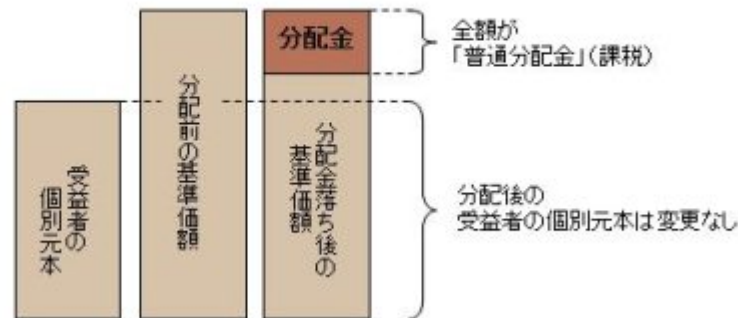 受益者の
個別元本
分配前の基準価額
分配金
分配金落ち後の
基準価額
全額が
「普通分配金」(課税)
分配後の
受益者の個別元本は変更なし